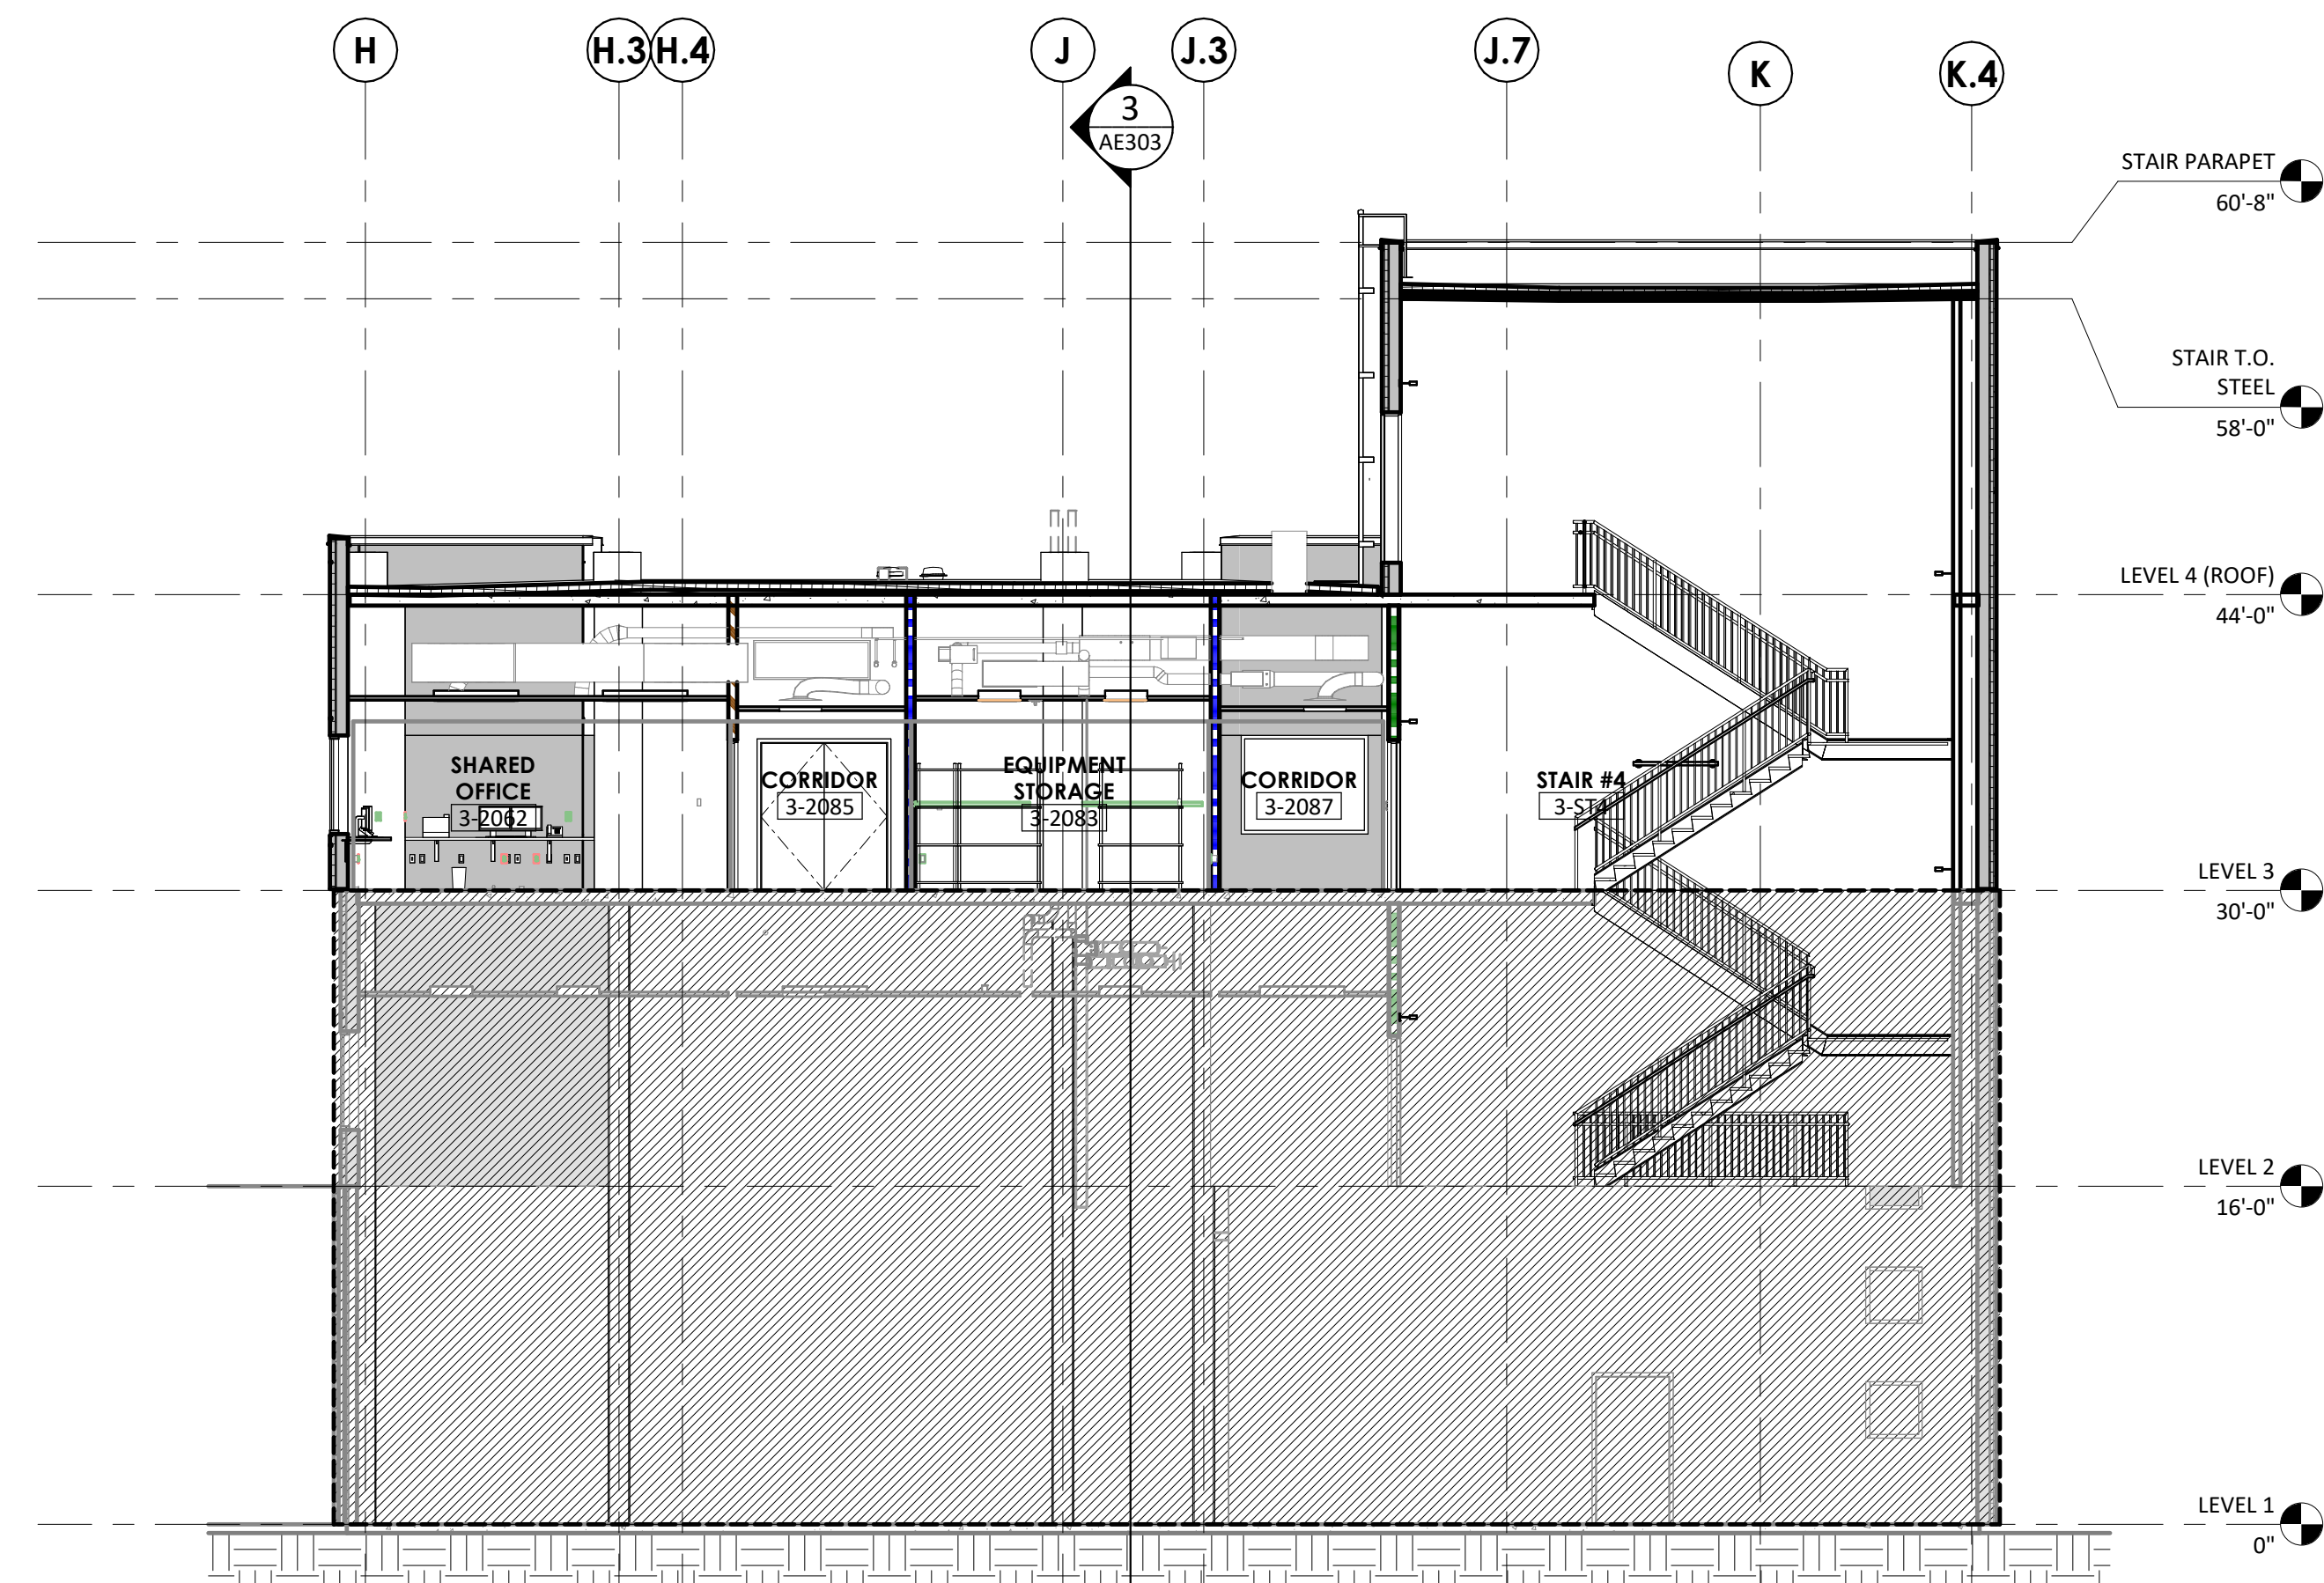 H
H.3
H.4
J
J.3
J.7
K
K.4
3
AE303
STAIR PARAPET
60'-8"
STAIR T.O.
STEEL
58'-0"
LEVEL 4 (ROOF)
44'-0"
SHARED
OFFICE
3-2062
CORRIDOR
3-2085
EQUIPMENT
STORAGE
3-2083
CORRIDOR
3-2087
STAIR #4
3-ST4
LEVEL 3
30'-0"
LEVEL 2
16'-0"
LEVEL 1
0"